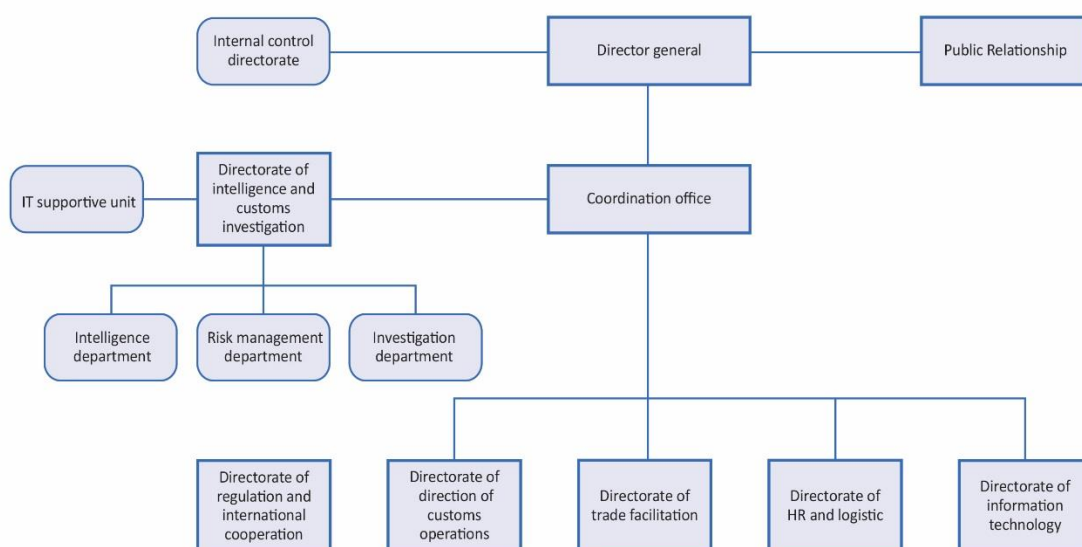 Internal control
directorate
Director general
Public Relationship
IT supportive unit
Directorate of
intelligence and
customs
investigation
Coordination office
Intelligence
department
Risk management
department
Investigation
department
Directorate of
regulation and
international
cooperation
Directorate of
direction of
customs
operations
Directorate of
trade facilitation
Directorate of
HR and logistic
Directorate of
information
technology